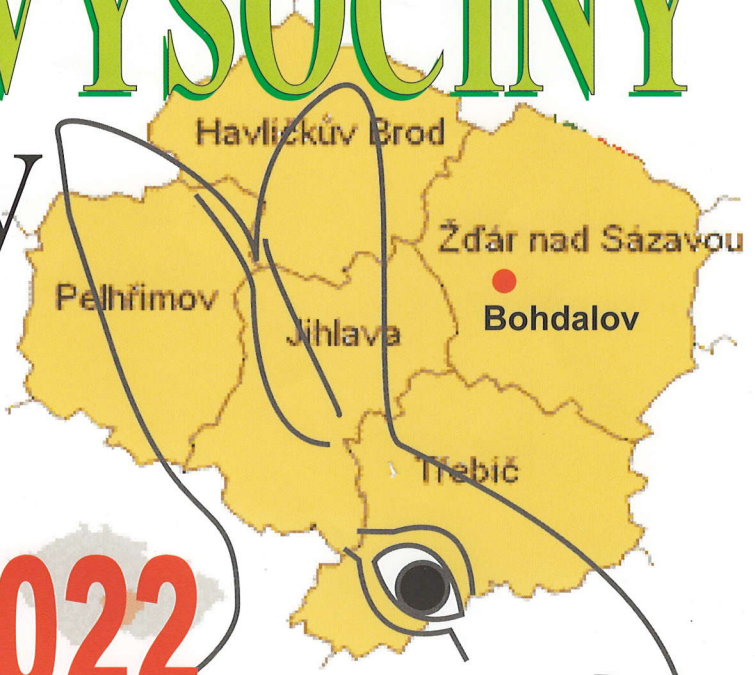 VYSOČINY
Havlíčkův Brod
Žďár nad Sázavou
Pelhřimov
Bohdalov
Jihlava
Třebíč
022